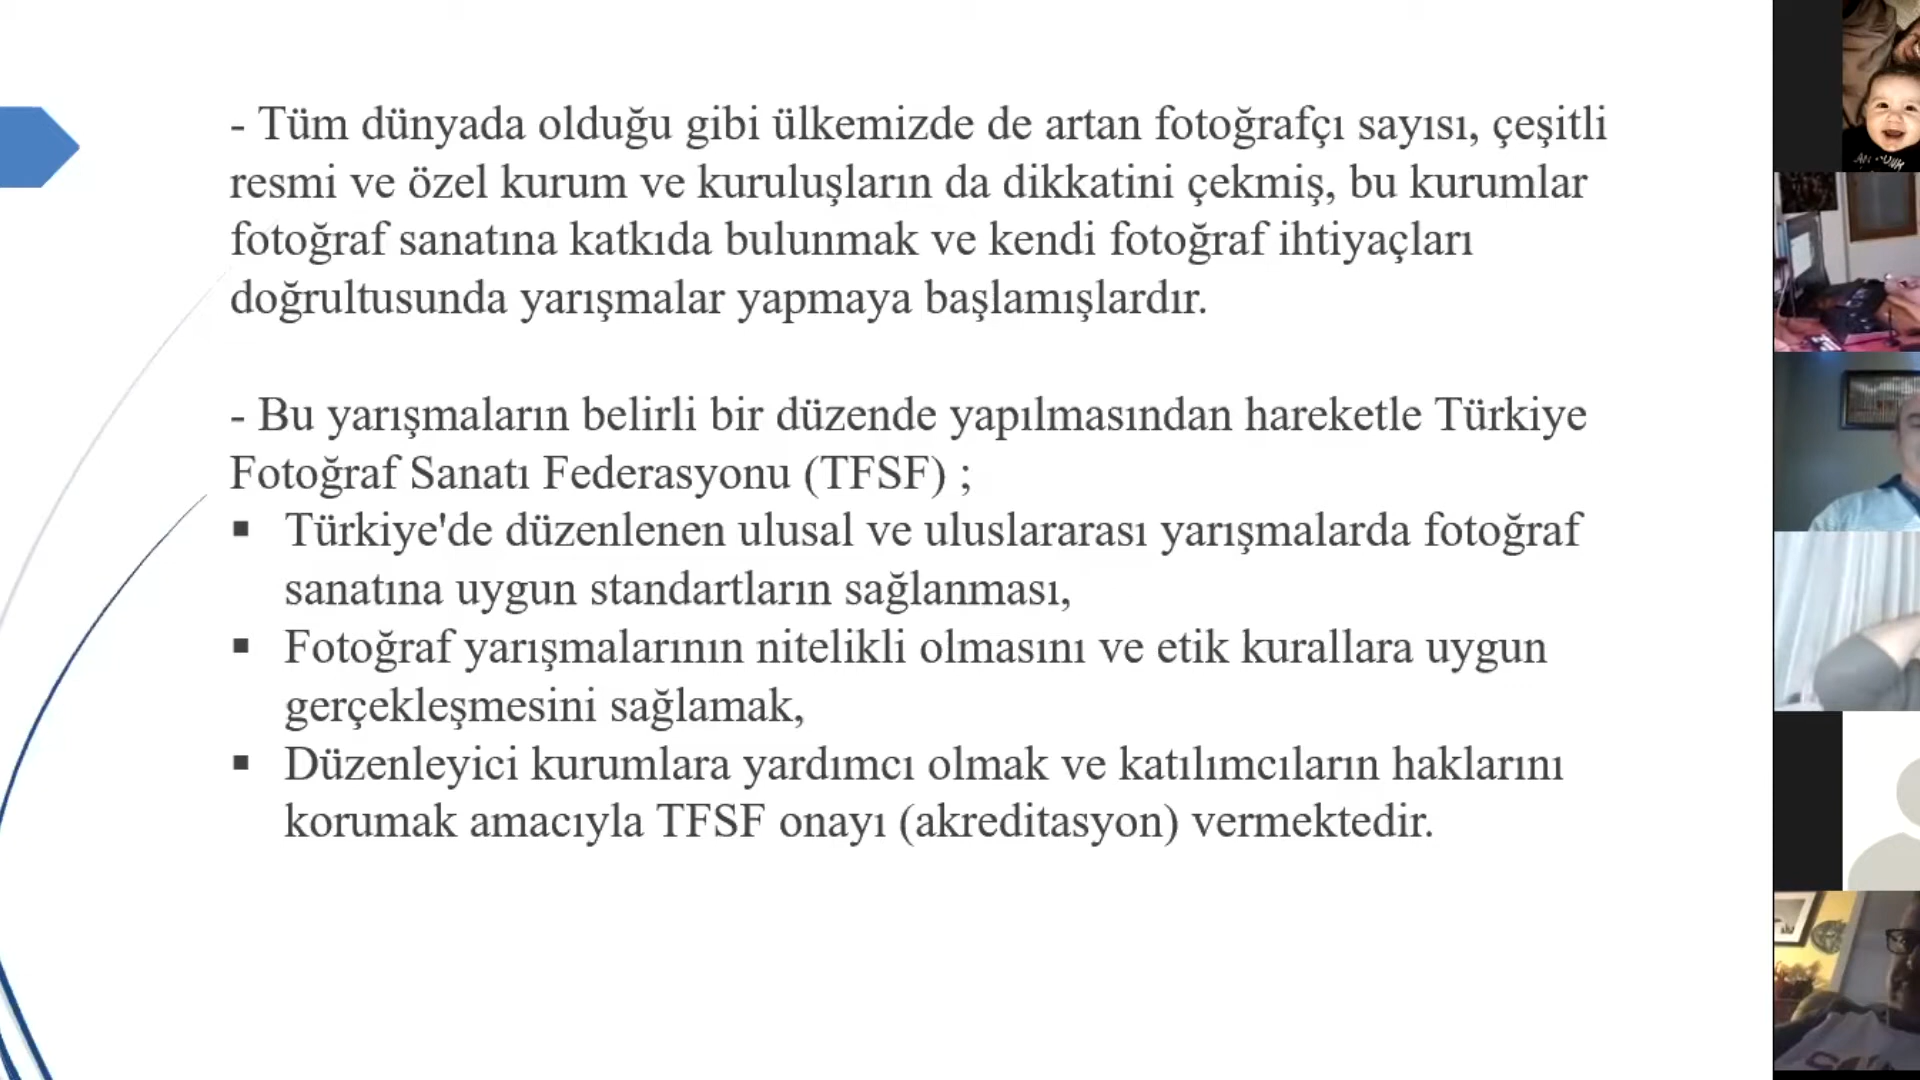 - Tüm dünyada olduğu gibi ülkemizde de artan fotoğrafçı sayısı, çeşitli
resmi ve özel kurum ve kuruluşların da dikkatini çekmiş, bu kurumlar
fotoğraf sanatına katkıda bulunmak ve kendi fotoğraf ihtiyaçları
doğrultusunda yarışmalar yapmaya başlamışlardır.
- Bu yarışmaların belirli bir düzende yapılmasından hareketle Türkiye
Fotoğraf Sanatı Federasyonu (TFSF) ;
▪ Türkiye'de düzenlenen ulusal ve uluslararası yarışmalarda fotoğraf
sanatına uygun standartların sağlanması,
▪ Fotoğraf yarışmalarının nitelikli olmasını ve etik kurallara uygun
gerçekleşmesini sağlamak,
▪ Düzenleyici kurumlara yardımcı olmak ve katılımcıların haklarını
korumak amacıyla TFSF onayı (akreditasyon) vermektedir.